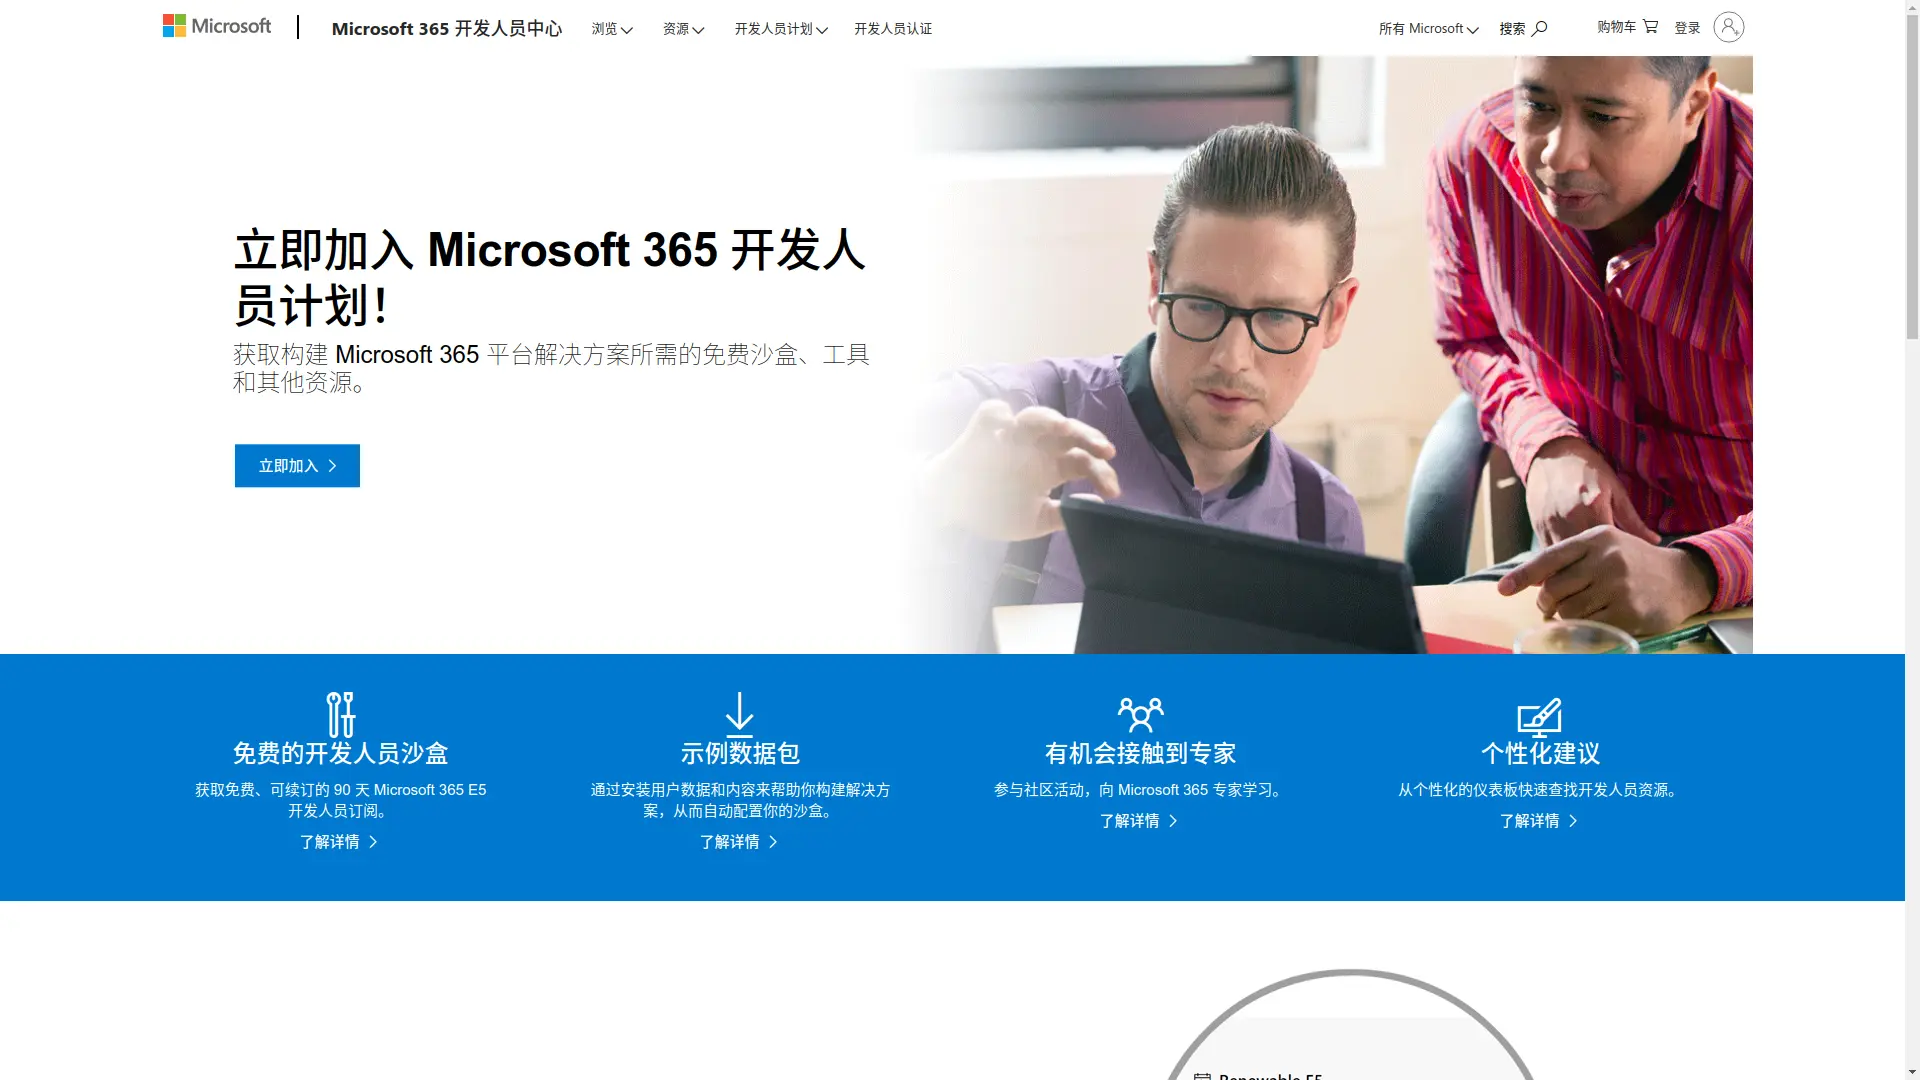 Microsoft
Microsoft 365 开发人员中心
浏览
资源
开发人员计划
开发人员认证
所有 Microsoft
搜索
购物车
登录
立即加入 Microsoft 365 开发人
员计划！
获取构建 Microsoft 365 平台解决方案所需的免费沙盒、工具
和其他资源。
立即加入
免费的开发人员沙盒
获取免费、可续订的 90 天 Microsoft 365 E5
开发人员订阅。
了解详情
示例数据包
通过安装用户数据和内容来帮助你构建解决方
案，从而自动配置你的沙盒。
了解详情
有机会接触到专家
参与社区活动，向 Microsoft 365 专家学习。
了解详情
个性化建议
从个性化的仪表板快速查找开发人员资源。
了解详情
Renewable E5